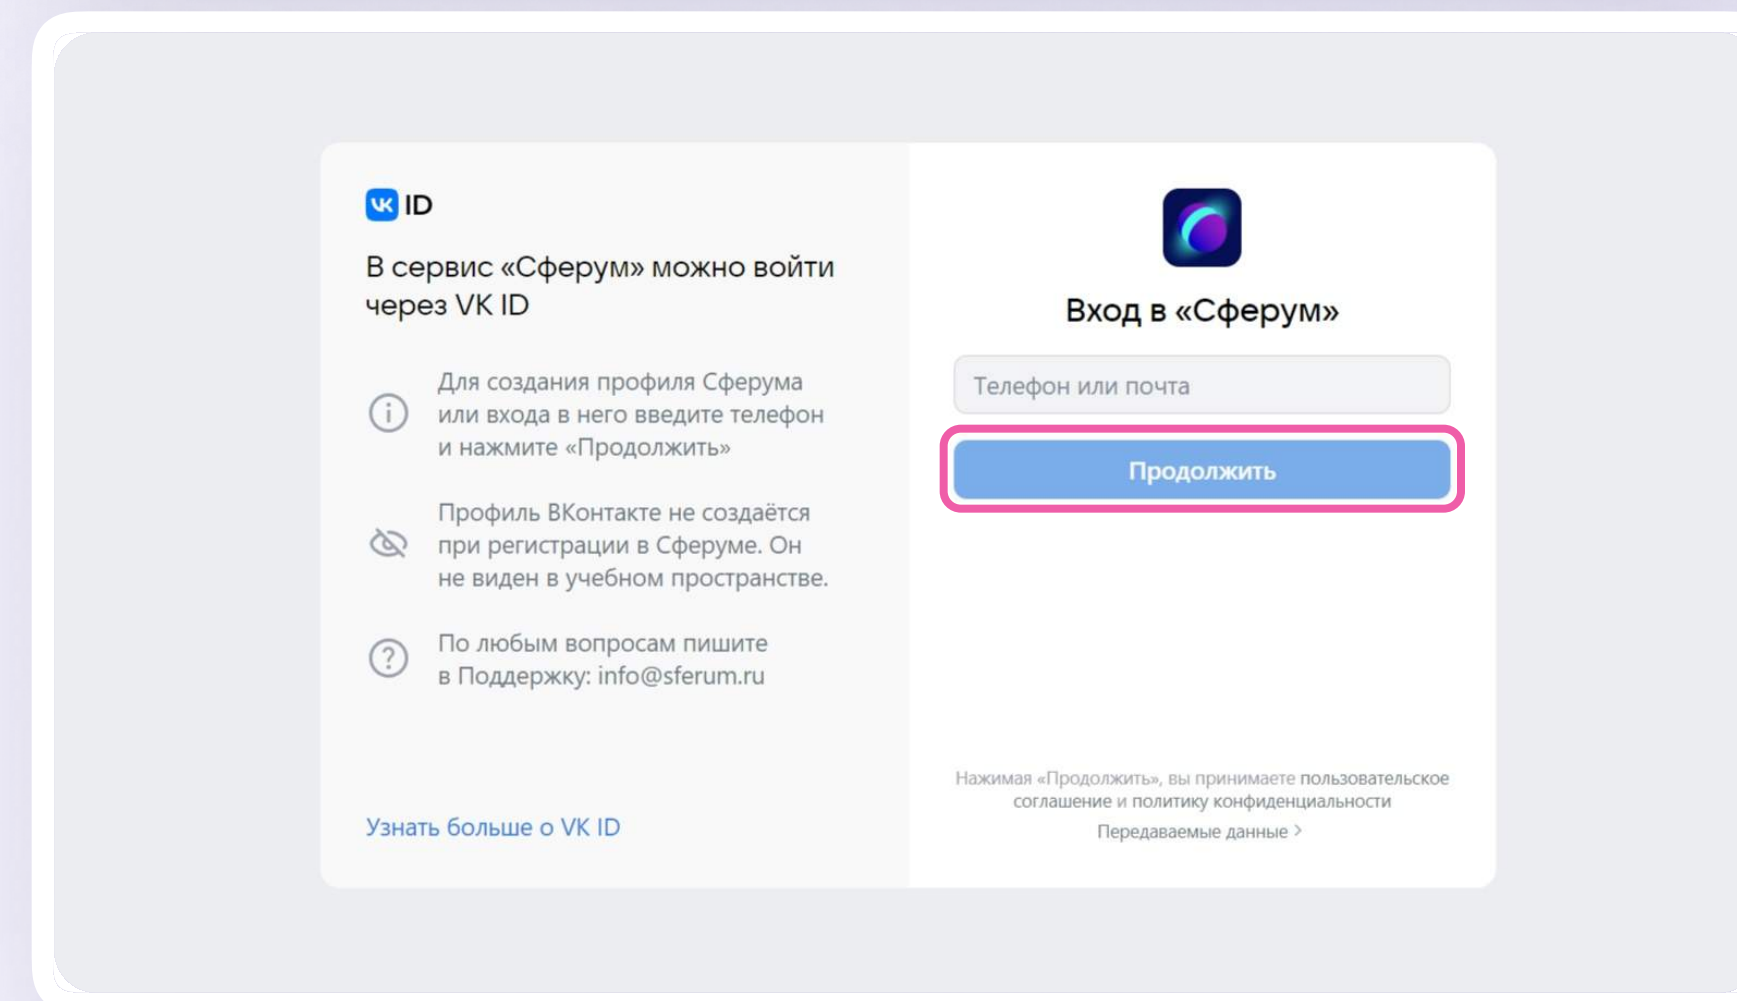 VK ID
В сервис «Сферум» можно войти
через VK ID
Для создания профиля Сферума
или входа в него введите телефон
и нажмите «Продолжить»
Профиль ВКонтакте не создаётся
при регистрации в Сферуме. Он
не виден в учебном пространстве.
По любым вопросам пишите
в Поддержку: info@sferum.ru
Узнать больше о VK ID
Вход в «Сферум»
Телефон или почта
Продолжить
Нажимая «Продолжить», вы принимаете пользовательское
соглашение и политику конфиденциальности
Передаваемые данные